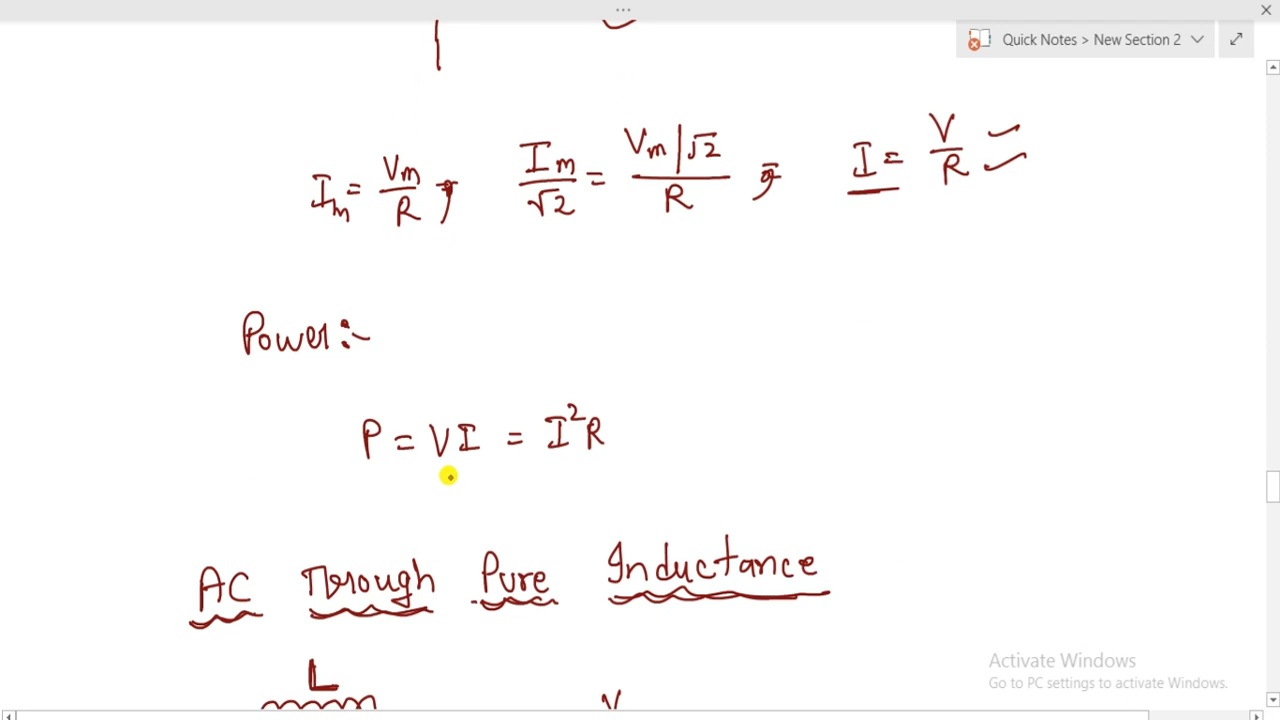 Quick Notes > New Section 2
Im = Vm/R , Im/√2 = Vm/√2/R , I = V/R
Power:-
P = VI = I²R
AC Through Pure Inductance
L
Activate Windows
Go to PC settings to activate Windows.